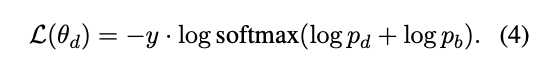 ℒ(θ_d) = −y · log softmax(log p_d + log p_b). (4)